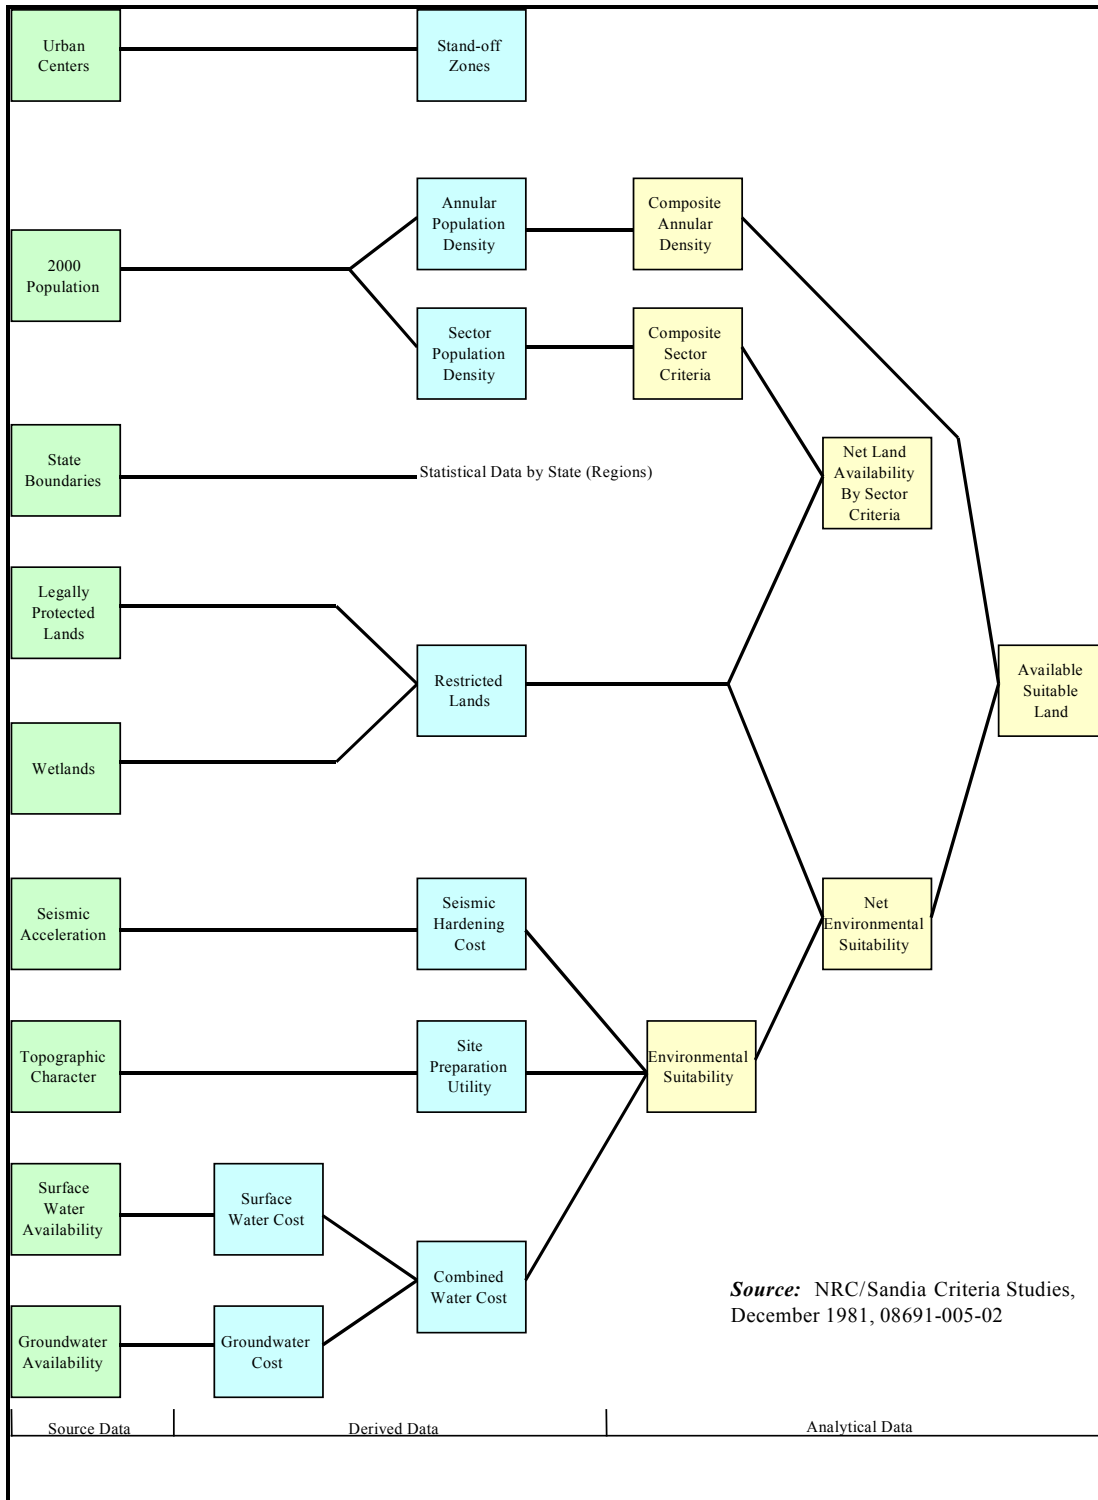 Urban
Centers
Stand-off
Zones
Annular
Population
Density
Composite
Annular
Density
2000
Population
Sector
Population
Density
Composite
Sector
Criteria
State
Boundaries
Statistical Data by State (Regions)
Net Land
Availability
By Sector
Criteria
Legally
Protected
Lands
Restricted
Lands
Available
Suitable
Land
Wetlands
Seismic
Acceleration
Seismic
Hardening
Cost
Net
Environmental
Suitability
Topographic
Character
Site
Preparation
Utility
Environmental
Suitability
Surface
Water
Availability
Surface
Water Cost
Combined
Water Cost
Groundwater
Availability
Groundwater
Cost
Source: NRC/Sandia Criteria Studies,
December 1981, 08691-005-02
Source Data
Derived Data
Analytical Data